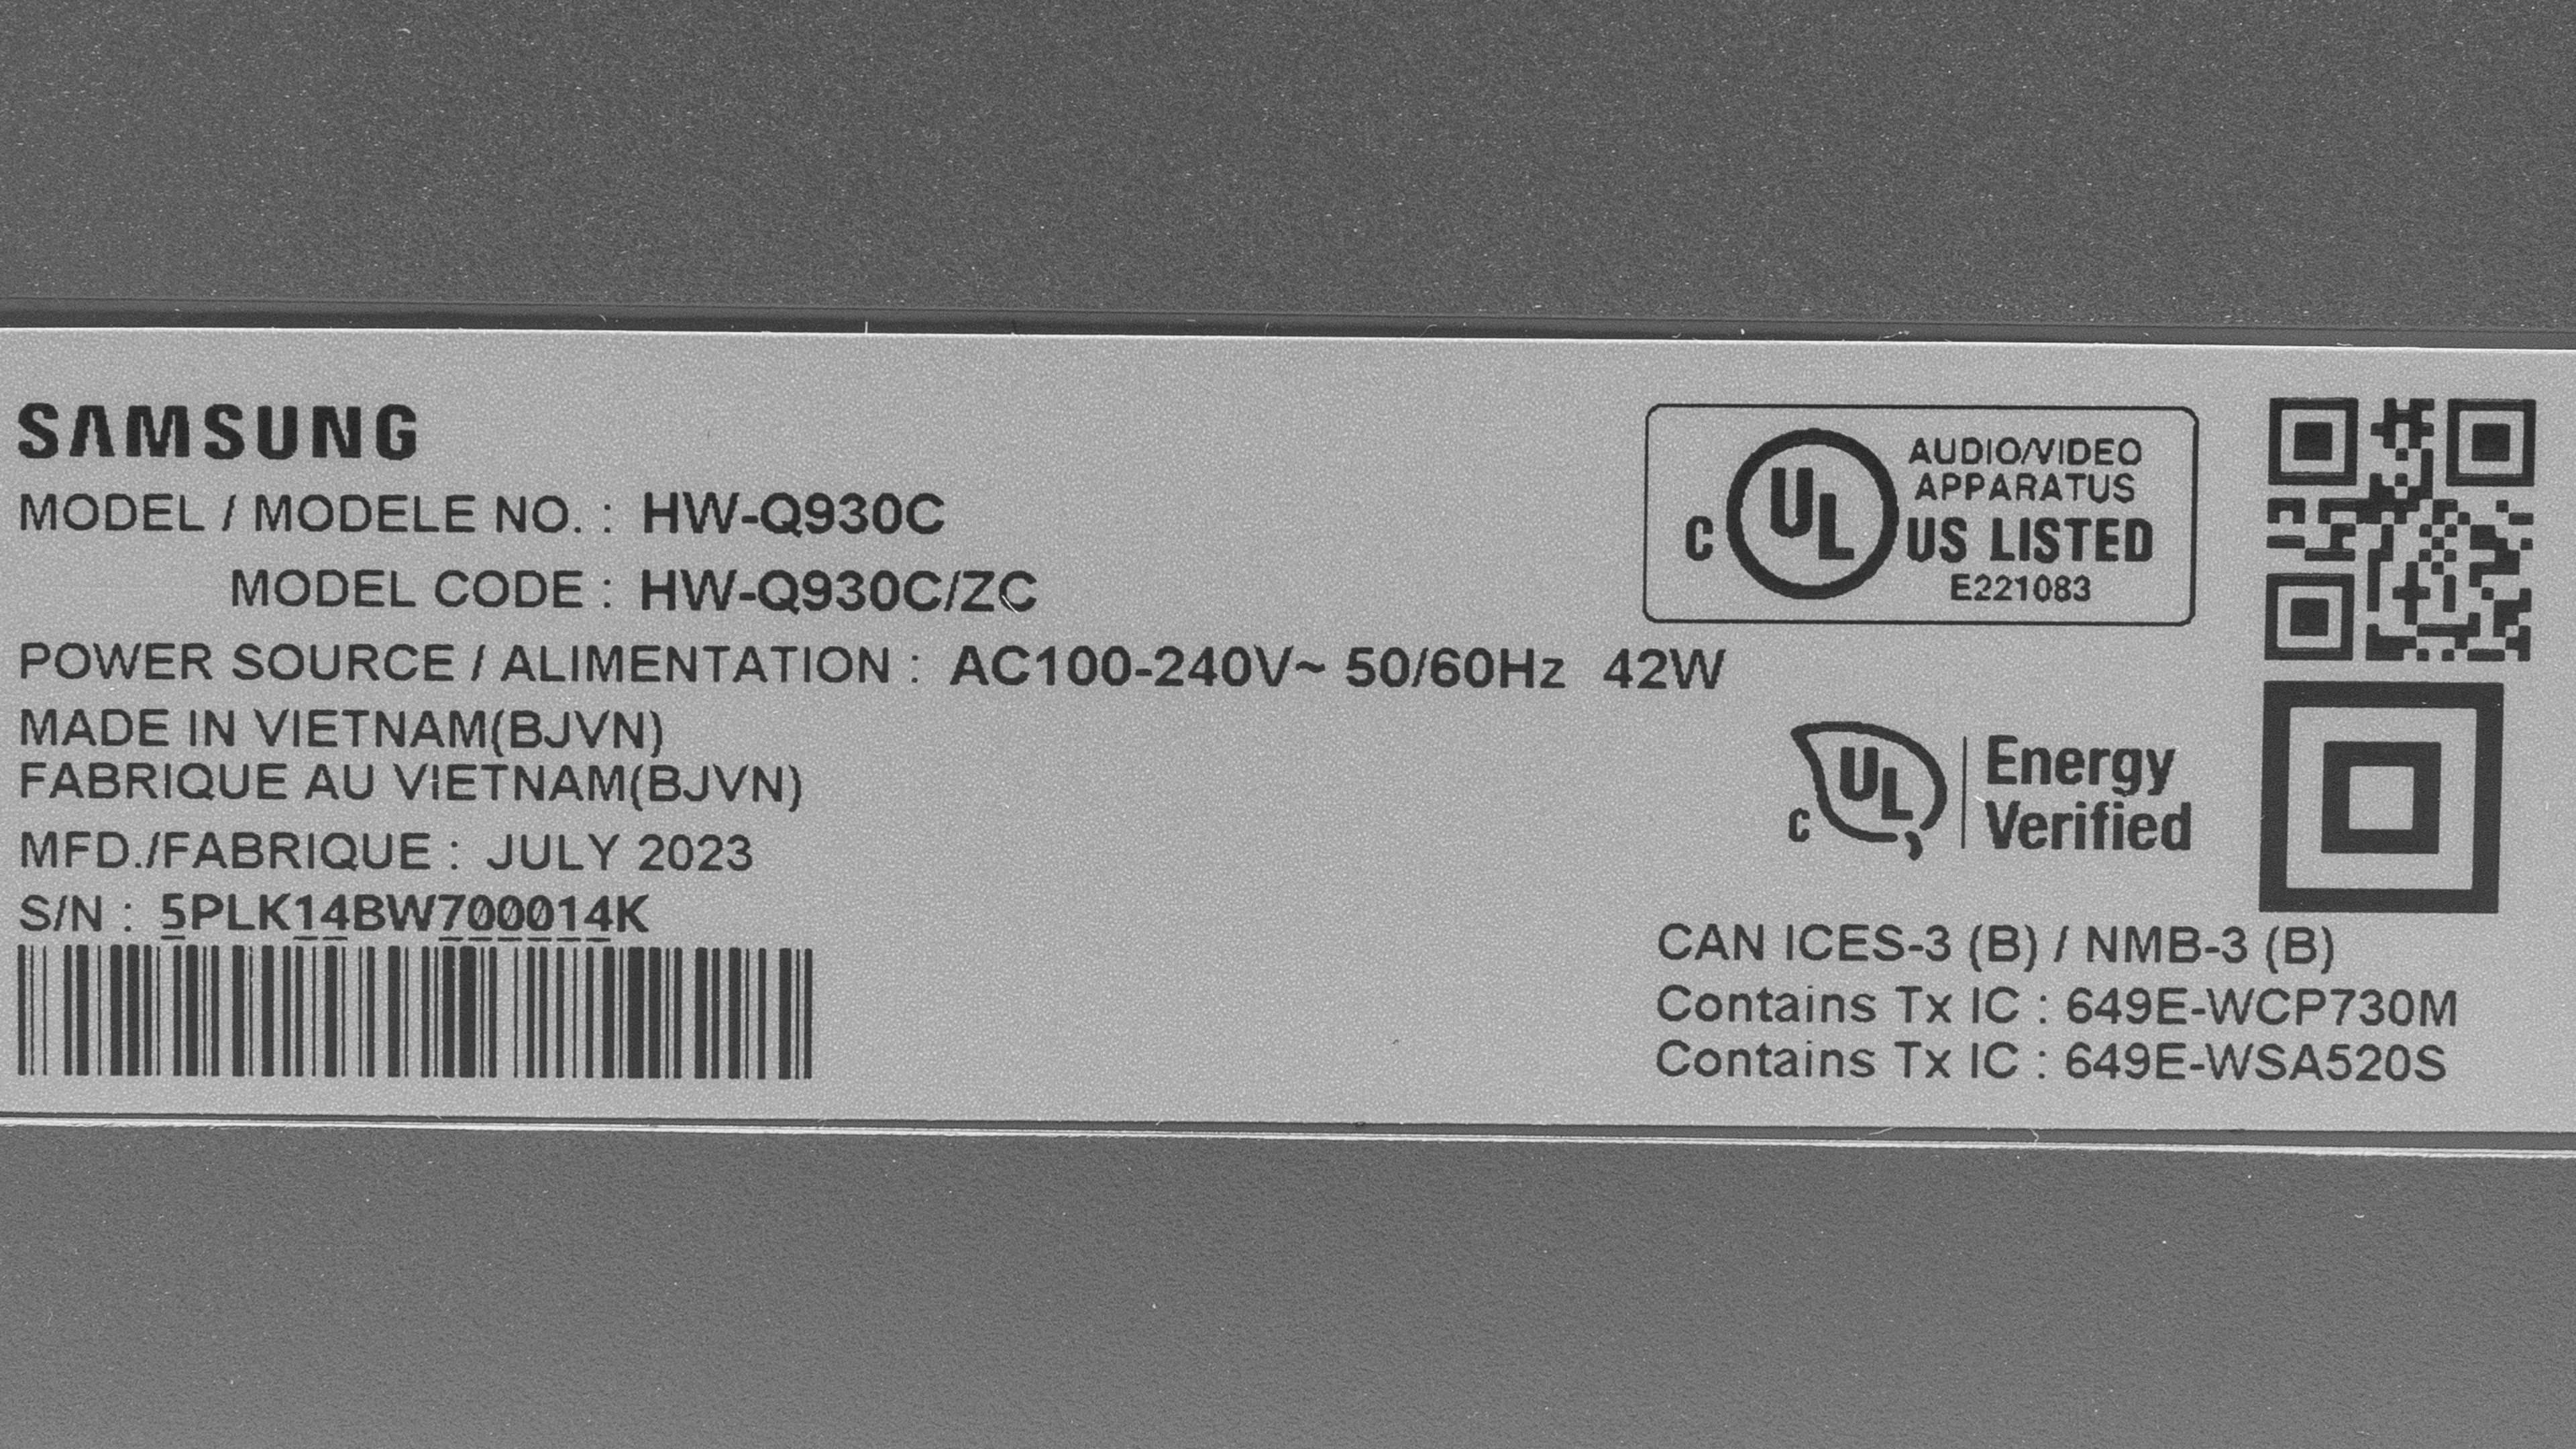 SAMSUNG
MODEL / MODELE NO. : HW-Q930C
MODEL CODE : HW-Q930C/ZC
POWER SOURCE / ALIMENTATION : AC100-240V~ 50/60Hz 42W
MADE IN VIETNAM(BJVN)
FABRIQUE AU VIETNAM(BJVN)
MFD./FABRIQUE : JULY 2023
S/N : 5PLK14BW700014K
AUDIO/VIDEO
APPARATUS
C UL US LISTED
E221083
C UL Energy
Verified
CAN ICES-3 (B) / NMB-3 (B)
Contains Tx IC : 649E-WCP730M
Contains Tx IC : 649E-WSA520S